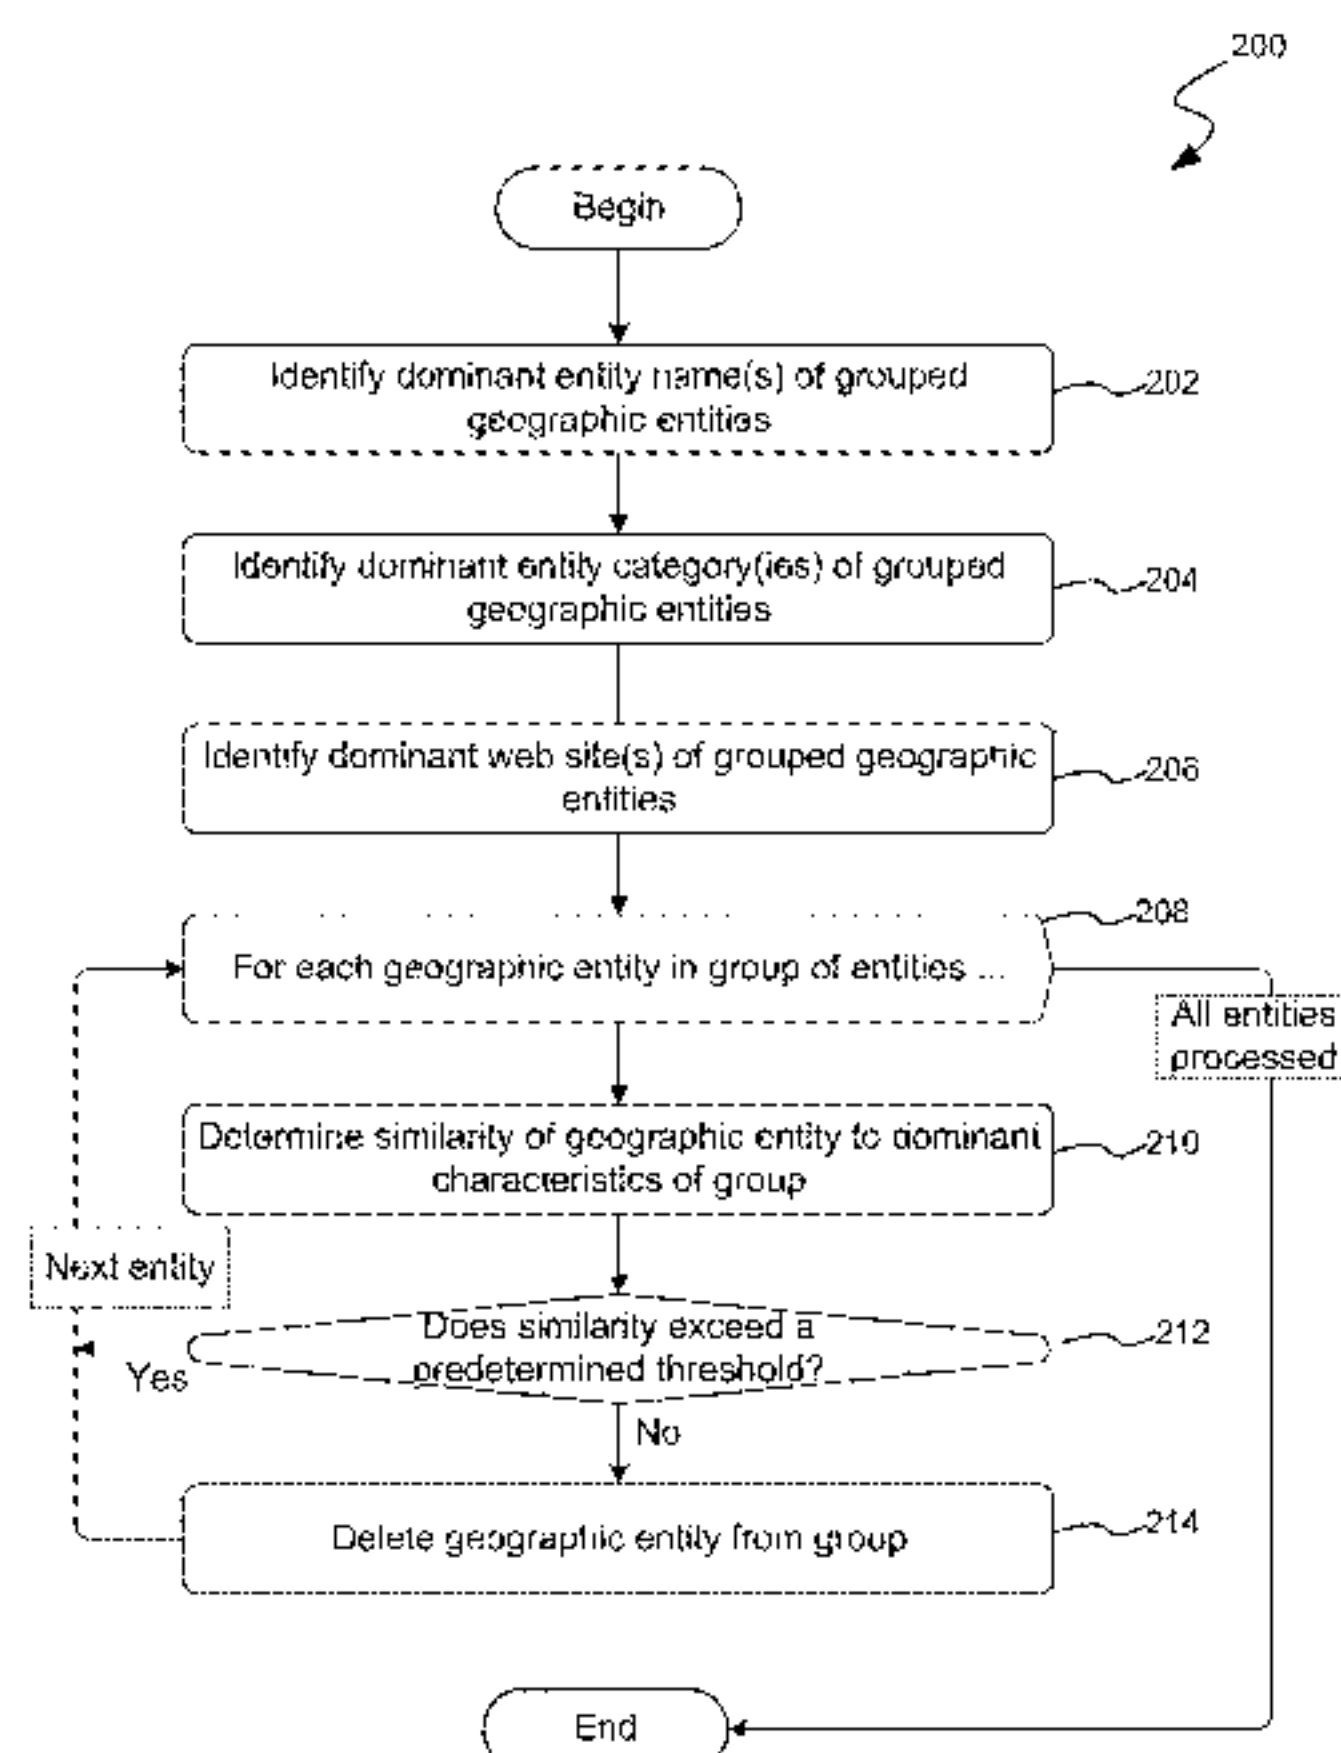 200
Begin
Identify dominant entity name(s) of grouped
geographic entities
202
Identify dominant entity category(ies) of grouped
geographic entities
204
Identify dominant web site(s) of grouped geographic
entities
206
208
For each geographic entity in group of entities ...
All entities
processed
Determine similarity of geographic entity to dominant
characteristics of group
210
Next entity
Does similarity exceed a
predetermined threshold?
212
Yes
No
Delete geographic entity from group
214
End